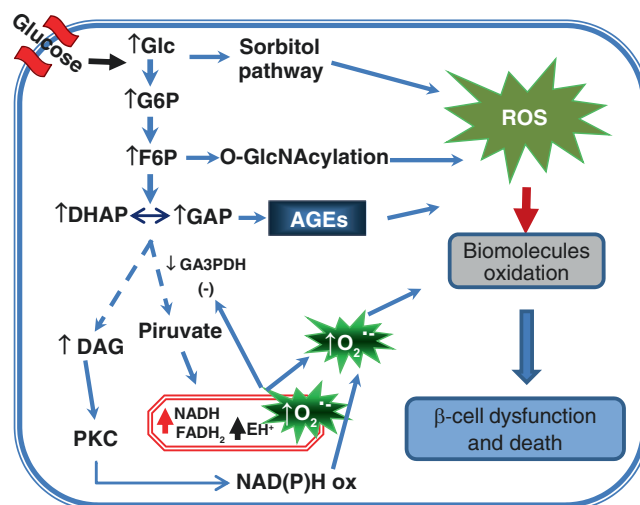 Glucose
↑Glc
Sorbitol
pathway
↑G6P
ROS
↑F6P
O-GlcNAcylation
↑DHAP
↑GAP
AGEs
Biomolecules
oxidation
↓ GA3PDH
(-)
Piruvate
↑ DAG
↑O2·-
↑O2·-
NADH
FADH2
EH+
PKC
NAD(P)H ox
β-cell dysfunction
and death